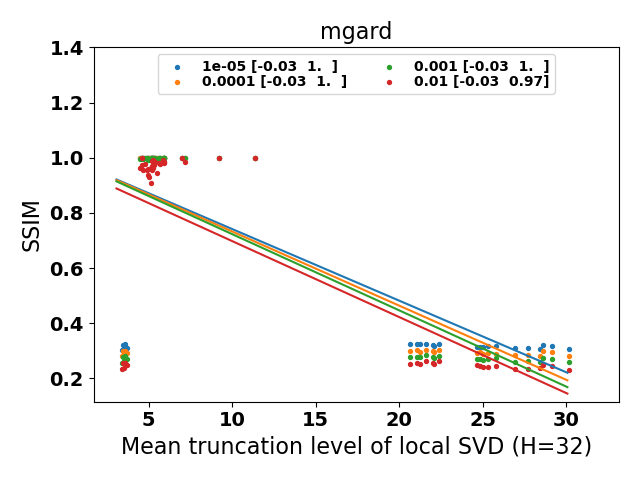 mgard
1e-05 [-0.03  1.  ]
0.0001 [-0.03  1.  ]
0.001 [-0.03  1.  ]
0.01 [-0.03  0.97]
SSIM
1.4
1.2
1.0
0.8
0.6
0.4
0.2
5 10 15 20 25 30
Mean truncation level of local SVD (H=32)